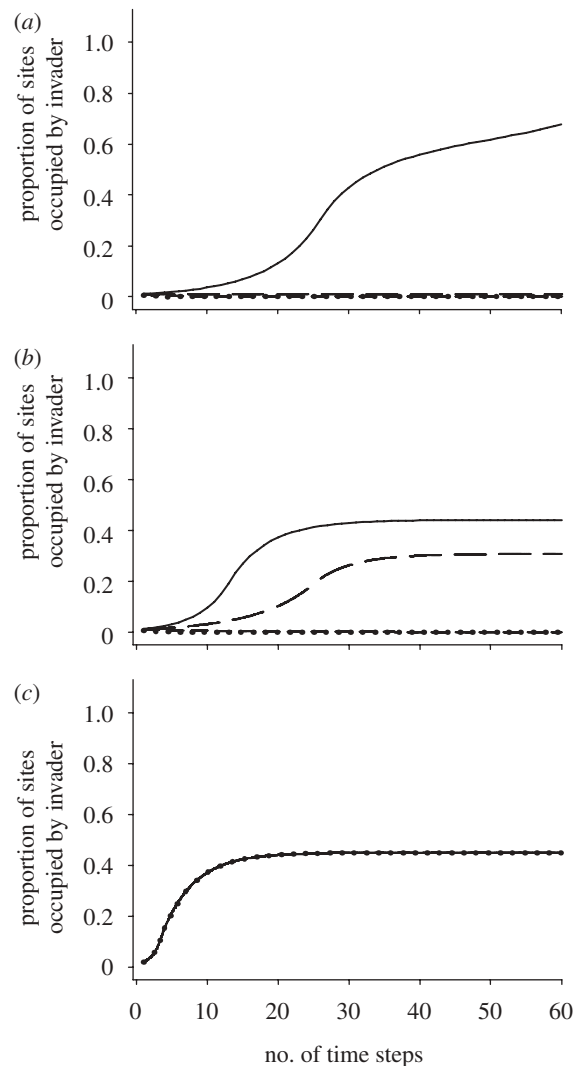 (a)
1.0
0.8
0.6
0.4
0.2
0
proportion of sites
occupied by invader
(b)
1.0
0.8
0.6
0.4
0.2
0
proportion of sites
occupied by invader
(c)
1.0
0.8
0.6
0.4
0.2
0
proportion of sites
occupied by invader
0 10 20 30 40 50 60
no. of time steps